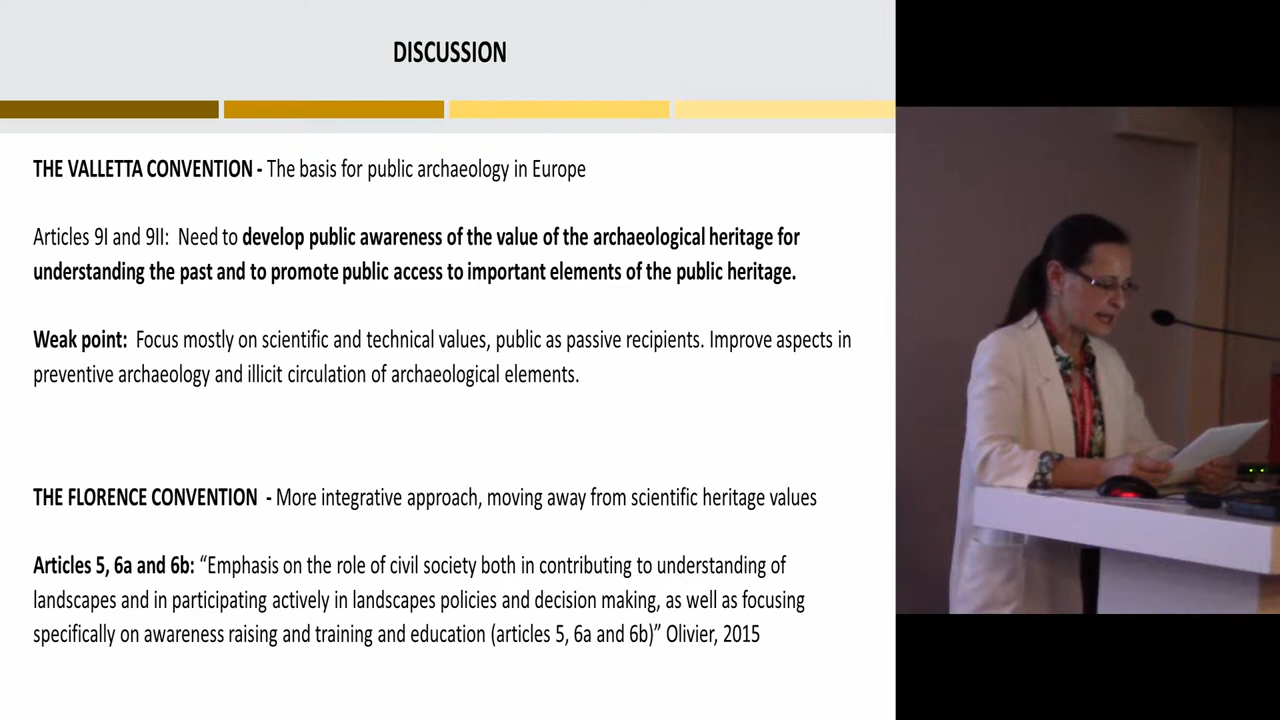 DISCUSSION
THE VALLETTA CONVENTION - The basis for public archaeology in Europe
Articles 9I and 9II: Need to develop public awareness of the value of the archaeological heritage for
understanding the past and to promote public access to important elements of the public heritage.
Weak point: Focus mostly on scientific and technical values, public as passive recipients. Improve aspects in
preventive archaeology and illicit circulation of archaeological elements.
THE FLORENCE CONVENTION - More integrative approach, moving away from scientific heritage values
Articles 5, 6a and 6b: “Emphasis on the role of civil society both in contributing to understanding of
landscapes and in participating actively in landscapes policies and decision making, as well as focusing
specifically on awareness raising and training and education (articles 5, 6a and 6b)” Olivier, 2015